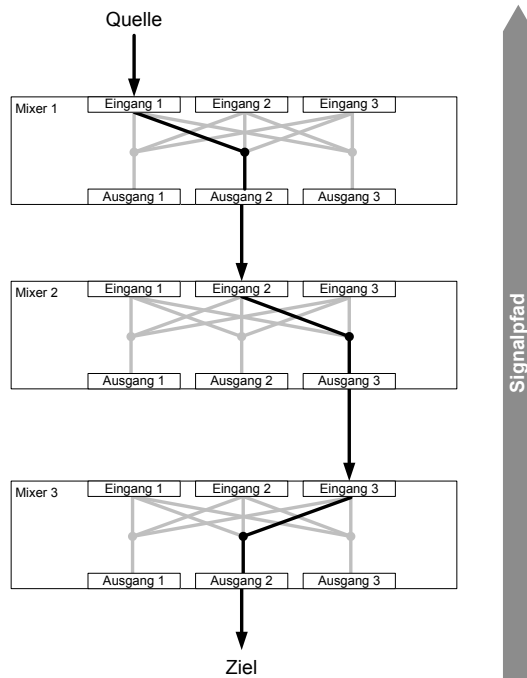 Quelle
Mixer 1
Eingang 1
Eingang 2
Eingang 3
Ausgang 1
Ausgang 2
Ausgang 3
Mixer 2
Eingang 1
Eingang 2
Eingang 3
Ausgang 1
Ausgang 2
Ausgang 3
Mixer 3
Eingang 1
Eingang 2
Eingang 3
Ausgang 1
Ausgang 2
Ausgang 3
Ziel
Signalpfad